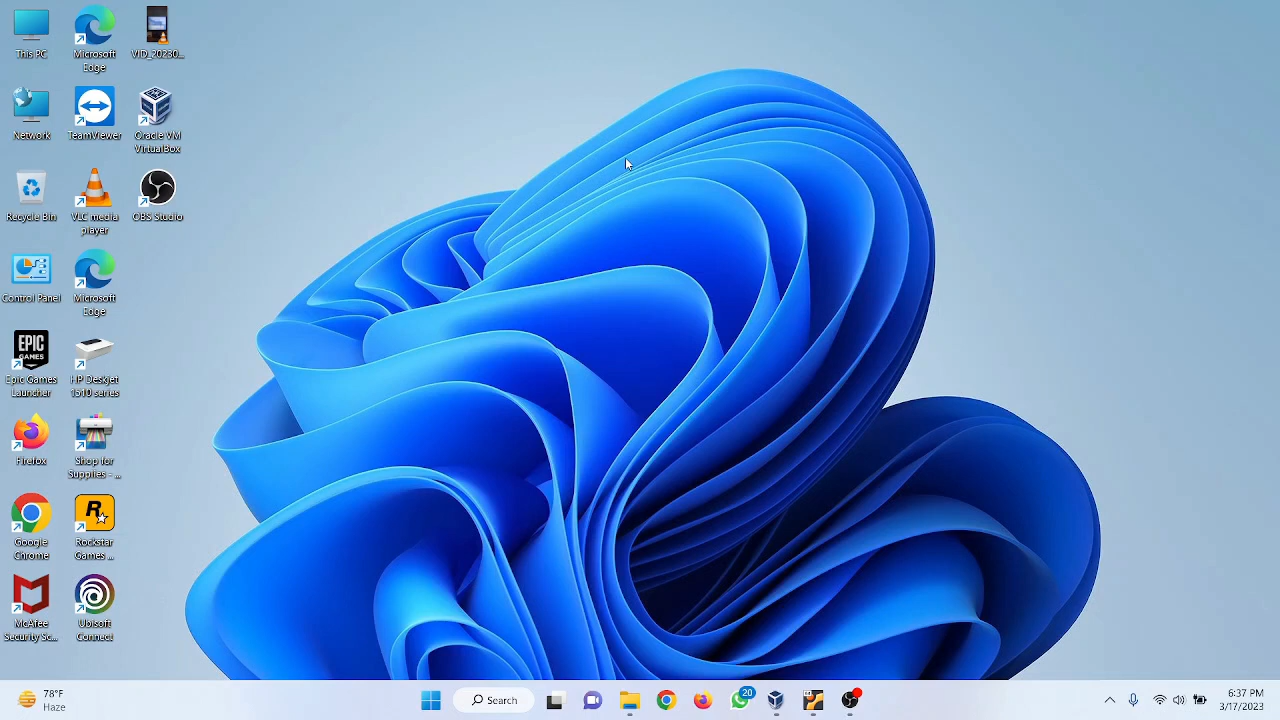 This PC
Microsoft
Edge
VID_20230...
Network
TeamViewer
Oracle VM
VirtualBox
Recycle Bin
VLC media
player
OBS Studio
Control Panel
Microsoft
Edge
EPIC
GAMES
Epic Games
Launcher
HP Deskjet
1510 series
Firefox
Shop for
Supplies - ...
Google
Chrome
R
Rockstar
Games ...
McAfee
Security Sc...
Ubisoft
Connect
78°F
Haze
Search
20
6:37 PM
3/17/2023